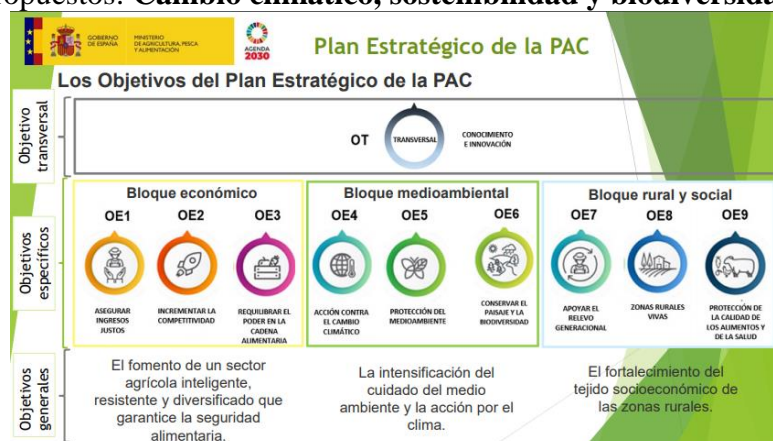 opuestos: Cambio climático, sostenibilidad y biodiversida
GOBIERNO
DE ESPAÑA
MINISTERIO
DE AGRICULTURA, PESCA
Y ALIMENTACIÓN
AGENDA
2030
Plan Estratégico de la PAC
Los Objetivos del Plan Estratégico de la PAC
Objetivo
transversal
OT
TRANSVERSAL
CONOCIMIENTO
E INNOVACIÓN
Objetivos
específicos
Bloque económico
OE1
OE2
OE3
ASEGURAR
INGRESOS
JUSTOS
INCREMENTAR LA
COMPETITIVIDAD
REQUILIBRAR EL
PODER EN LA
CADENA
ALIMENTARIA
Bloque medioambiental
OE4
OE5
OE6
ACCIÓN CONTRA
EL CAMBIO
CLIMÁTICO
PROTECCIÓN DEL
MEDIOAMBIENTE
CONSERVAR EL
PAISAJE Y LA
BIODIVERSIDAD
Bloque rural y social
OE7
OE8
OE9
APOYAR EL
RELEVO
GENERACIONAL
ZONAS RURALES
VIVAS
PROTECCIÓN DE
LA CALIDAD DE
LOS ALIMENTOS Y
DE LA SALUD
Objetivos
generales
El fomento de un sector
agrícola inteligente,
resistente y diversificado que
garantice la seguridad
alimentaria.
La intensificación del
cuidado del medio
ambiente y la acción por el
clima.
El fortalecimiento del
tejido socioeconómico de
las zonas rurales.